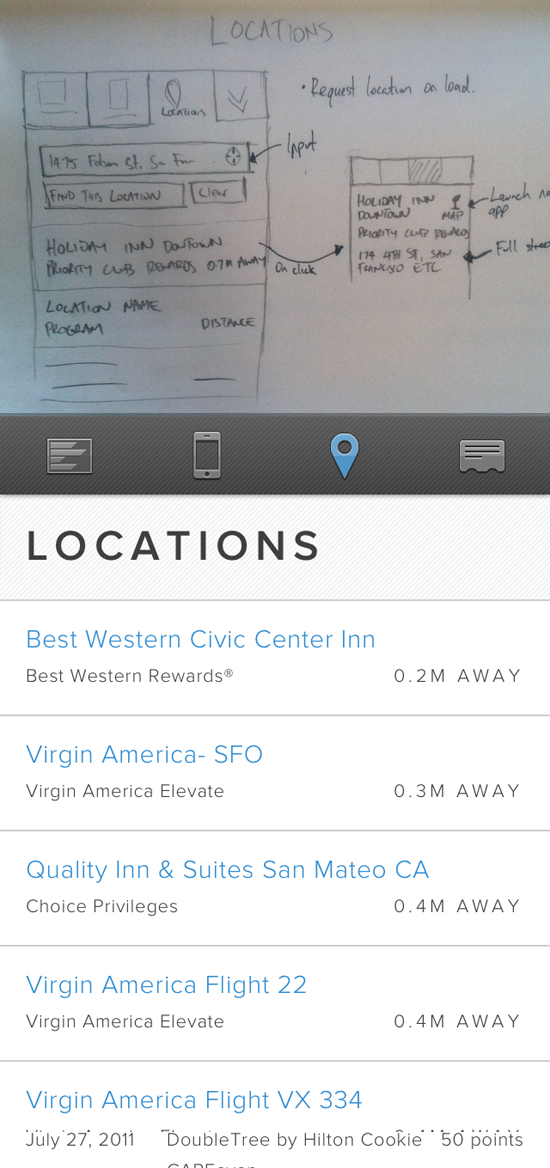 LOCATIONS
LOCATIONS
• Request location on load.
1475 Folsom St, San Fran
Input
FIND THIS LOCATION
Clear
HOLIDAY INN DOWNTOWN
PRIORITY CLUB REWARDS 0.7M AWAY
On click
LOCATION NAME
PROGRAM
DISTANCE
HOLIDAY INN
DOWNTOWN
MAP
PRIORITY CLUB REWARDS
174 4TH ST, SAN
FRANCISCO ETC
Launch
app
Full
LOCATIONS
Best Western Civic Center Inn
Best Western Rewards® 0.2M AWAY
Virgin America- SFO
Virgin America Elevate 0.3M AWAY
Quality Inn & Suites San Mateo CA
Choice Privileges 0.4M AWAY
Virgin America Flight 22
Virgin America Elevate 0.4M AWAY
Virgin America Flight VX 334
July 27, 2011 DoubleTree by Hilton Cookie 50 points